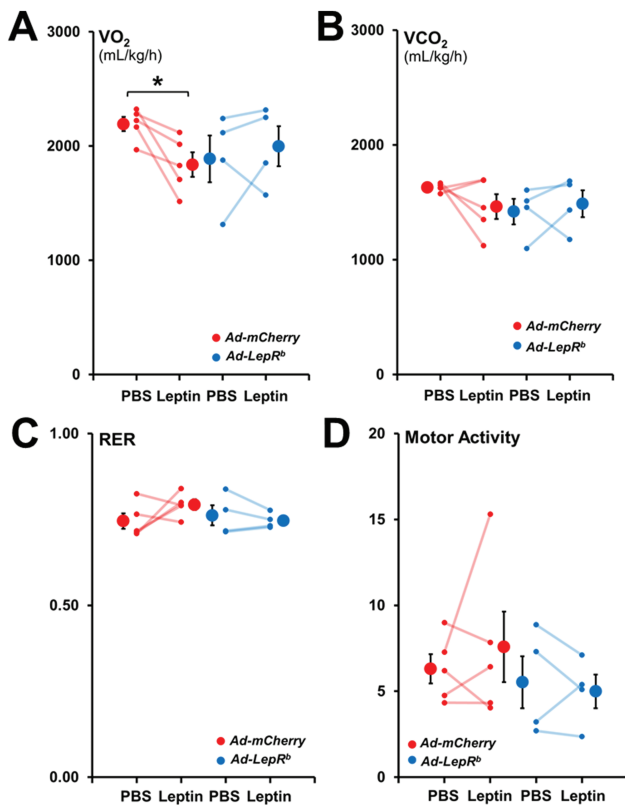 A
VO₂
(mL/kg/h)
3000
2000
1000
0
*
Ad-mCherry
Ad-LepRᵇ
PBS Leptin PBS Leptin
B
VCO₂
(mL/kg/h)
3000
2000
1000
0
Ad-mCherry
Ad-LepRᵇ
PBS Leptin PBS Leptin
C
RER
1.00
0.50
0.00
Ad-mCherry
Ad-LepRᵇ
PBS Leptin PBS Leptin
D
Motor Activity
20
15
10
5
0
Ad-mCherry
Ad-LepRᵇ
PBS Leptin PBS Leptin